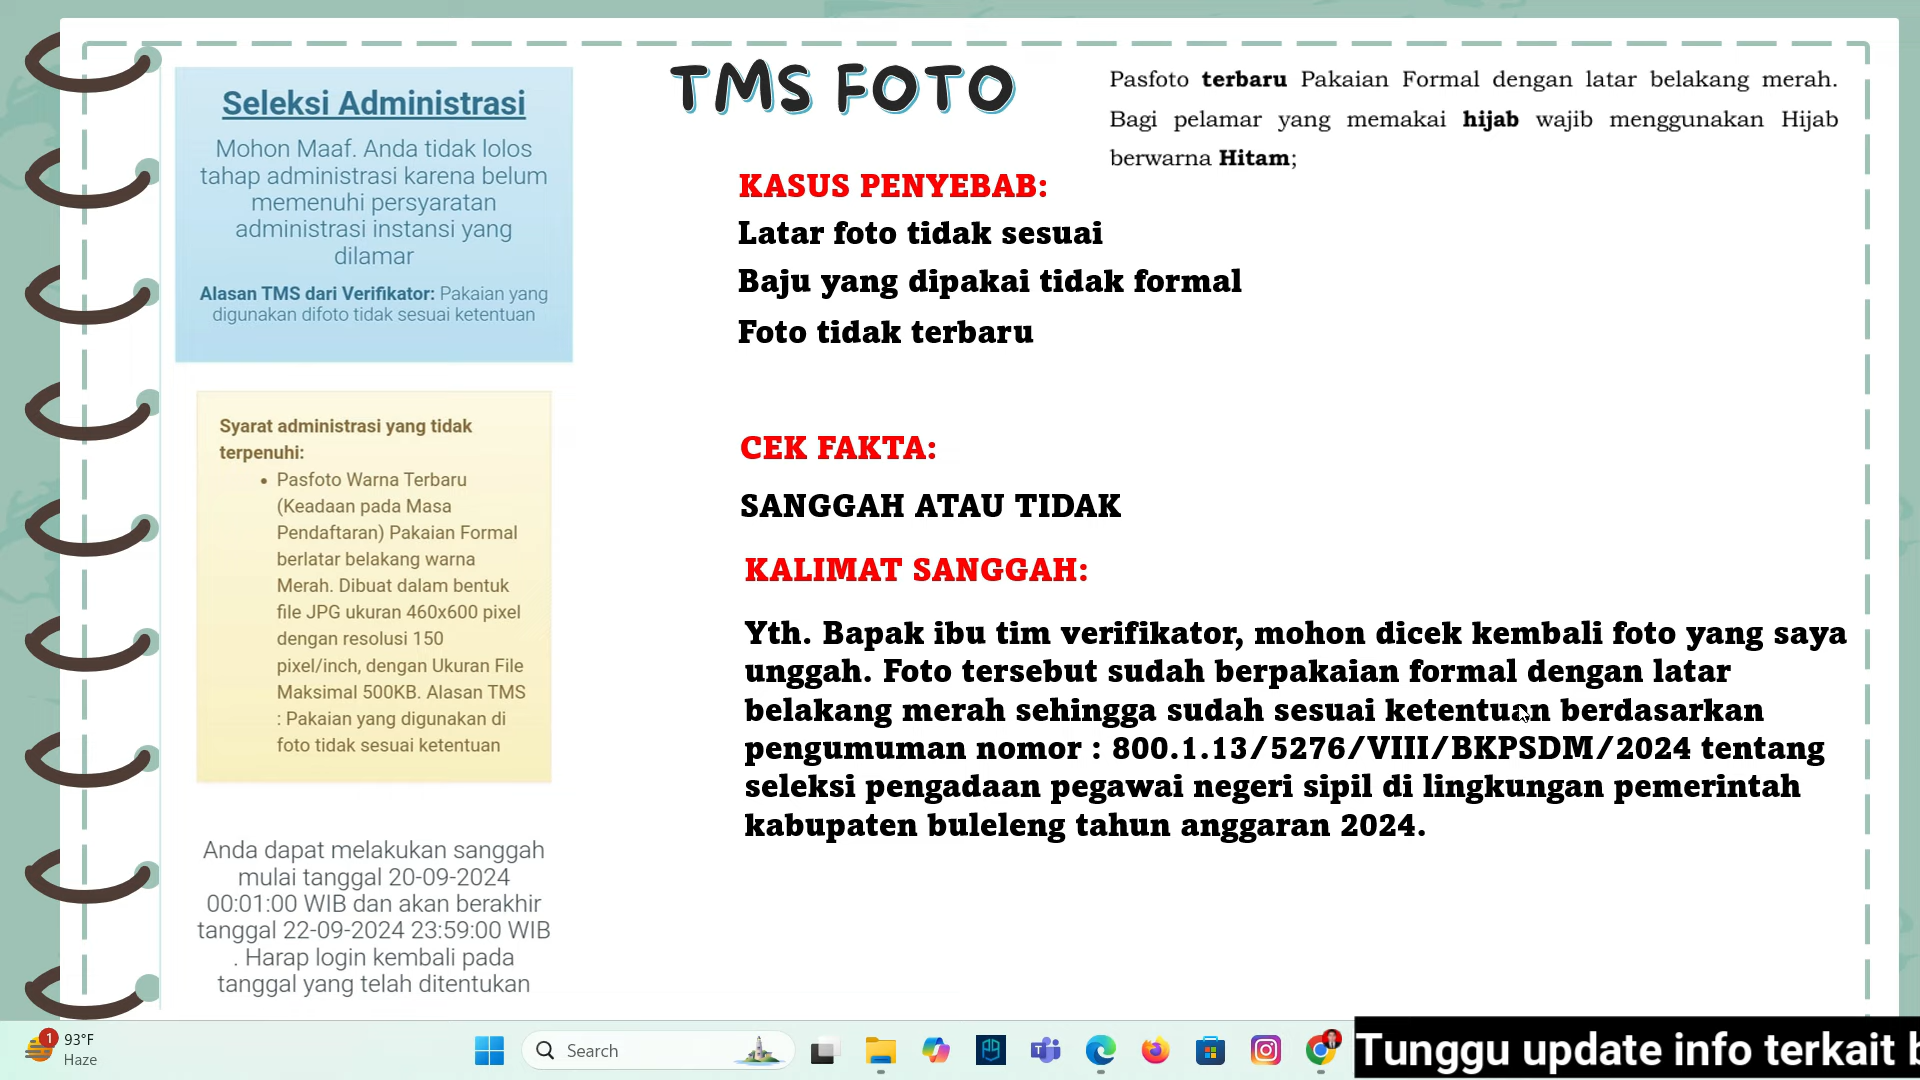 Seleksi Administrasi
Mohon Maaf. Anda tidak lolos
tahap administrasi karena belum
memenuhi persyaratan
administrasi instansi yang
dilamar
Alasan TMS dari Verifikator: Pakaian yang
digunakan difoto tidak sesuai ketentuan
Syarat administrasi yang tidak
terpenuhi:
• Pasfoto Warna Terbaru
(Keadaan pada Masa
Pendaftaran) Pakaian Formal
berlatar belakang warna
Merah. Dibuat dalam bentuk
file JPG ukuran 460x600 pixel
dengan resolusi 150
pixel/inch, dengan Ukuran File
Maksimal 500KB. Alasan TMS
: Pakaian yang digunakan di
foto tidak sesuai ketentuan
Anda dapat melakukan sanggah
mulai tanggal 20-09-2024
00:01:00 WIB dan akan berakhir
tanggal 22-09-2024 23:59:00 WIB
. Harap login kembali pada
tanggal yang telah ditentukan
TMS FOTO
Pasfoto terbaru Pakaian Formal dengan latar belakang merah.
Bagi pelamar yang memakai hijab wajib menggunakan Hijab
berwarna Hitam;
KASUS PENYEBAB:
Latar foto tidak sesuai
Baju yang dipakai tidak formal
Foto tidak terbaru
CEK FAKTA:
SANGGAH ATAU TIDAK
KALIMAT SANGGAH:
Yth. Bapak ibu tim verifikator, mohon dicek kembali foto yang saya
unggah. Foto tersebut sudah berpakaian formal dengan latar
belakang merah sehingga sudah sesuai ketentuan berdasarkan
pengumuman nomor : 800.1.13/5276/VIII/BKPSDM/2024 tentang
seleksi pengadaan pegawai negeri sipil di lingkungan pemerintah
kabupaten buleleng tahun anggaran 2024.
1
93°F
Haze
Search
Tunggu update info terkait b